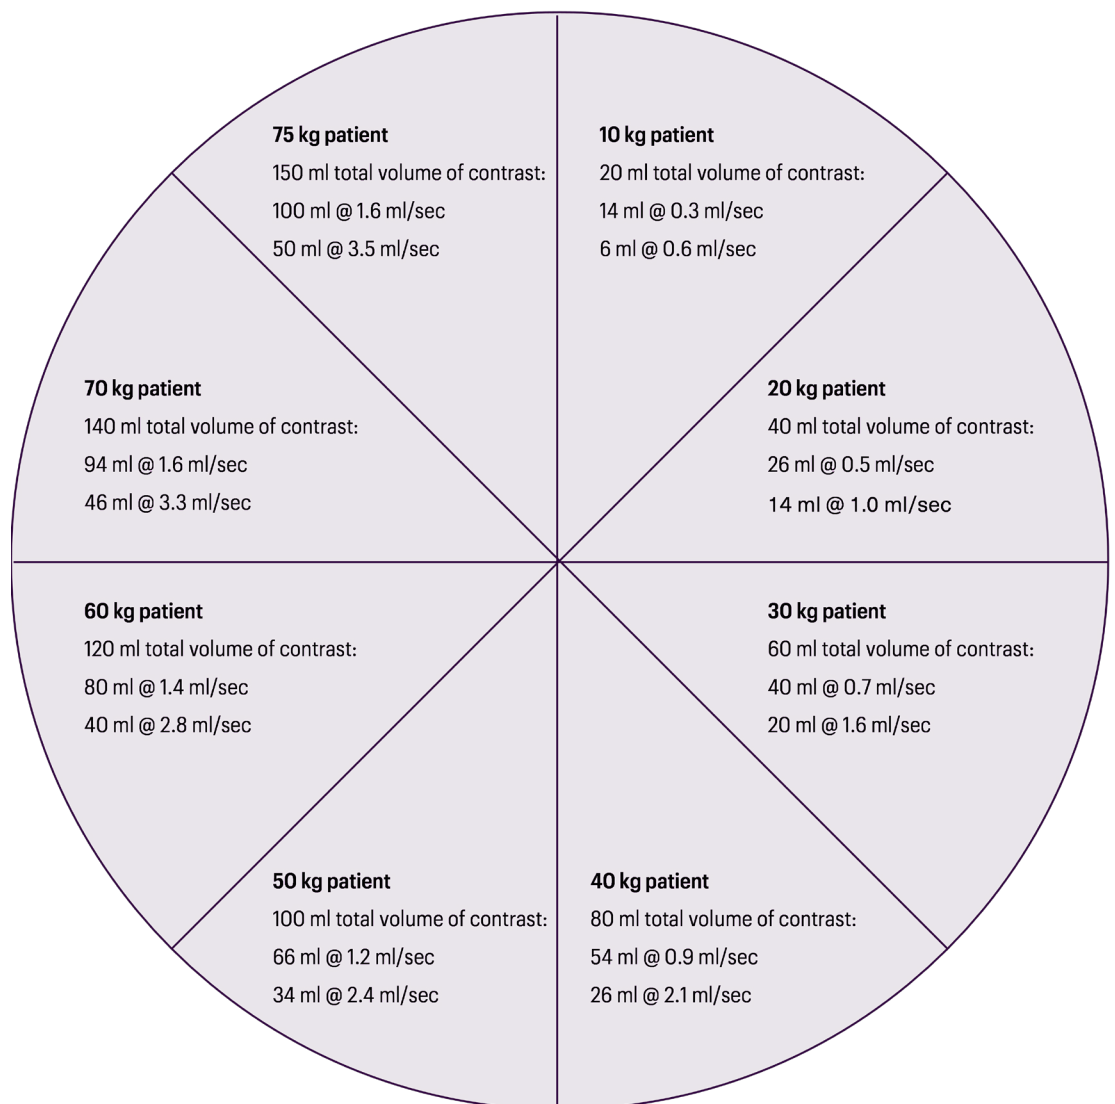 75 kg patient
150 ml total volume of contrast:
100 ml @ 1.6 ml/sec
50 ml @ 3.5 ml/sec
10 kg patient
20 ml total volume of contrast:
14 ml @ 0.3 ml/sec
6 ml @ 0.6 ml/sec
70 kg patient
140 ml total volume of contrast:
94 ml @ 1.6 ml/sec
46 ml @ 3.3 ml/sec
20 kg patient
40 ml total volume of contrast:
26 ml @ 0.5 ml/sec
14 ml @ 1.0 ml/sec
60 kg patient
120 ml total volume of contrast:
80 ml @ 1.4 ml/sec
40 ml @ 2.8 ml/sec
30 kg patient
60 ml total volume of contrast:
40 ml @ 0.7 ml/sec
20 ml @ 1.6 ml/sec
50 kg patient
100 ml total volume of contrast:
66 ml @ 1.2 ml/sec
34 ml @ 2.4 ml/sec
40 kg patient
80 ml total volume of contrast:
54 ml @ 0.9 ml/sec
26 ml @ 2.1 ml/sec